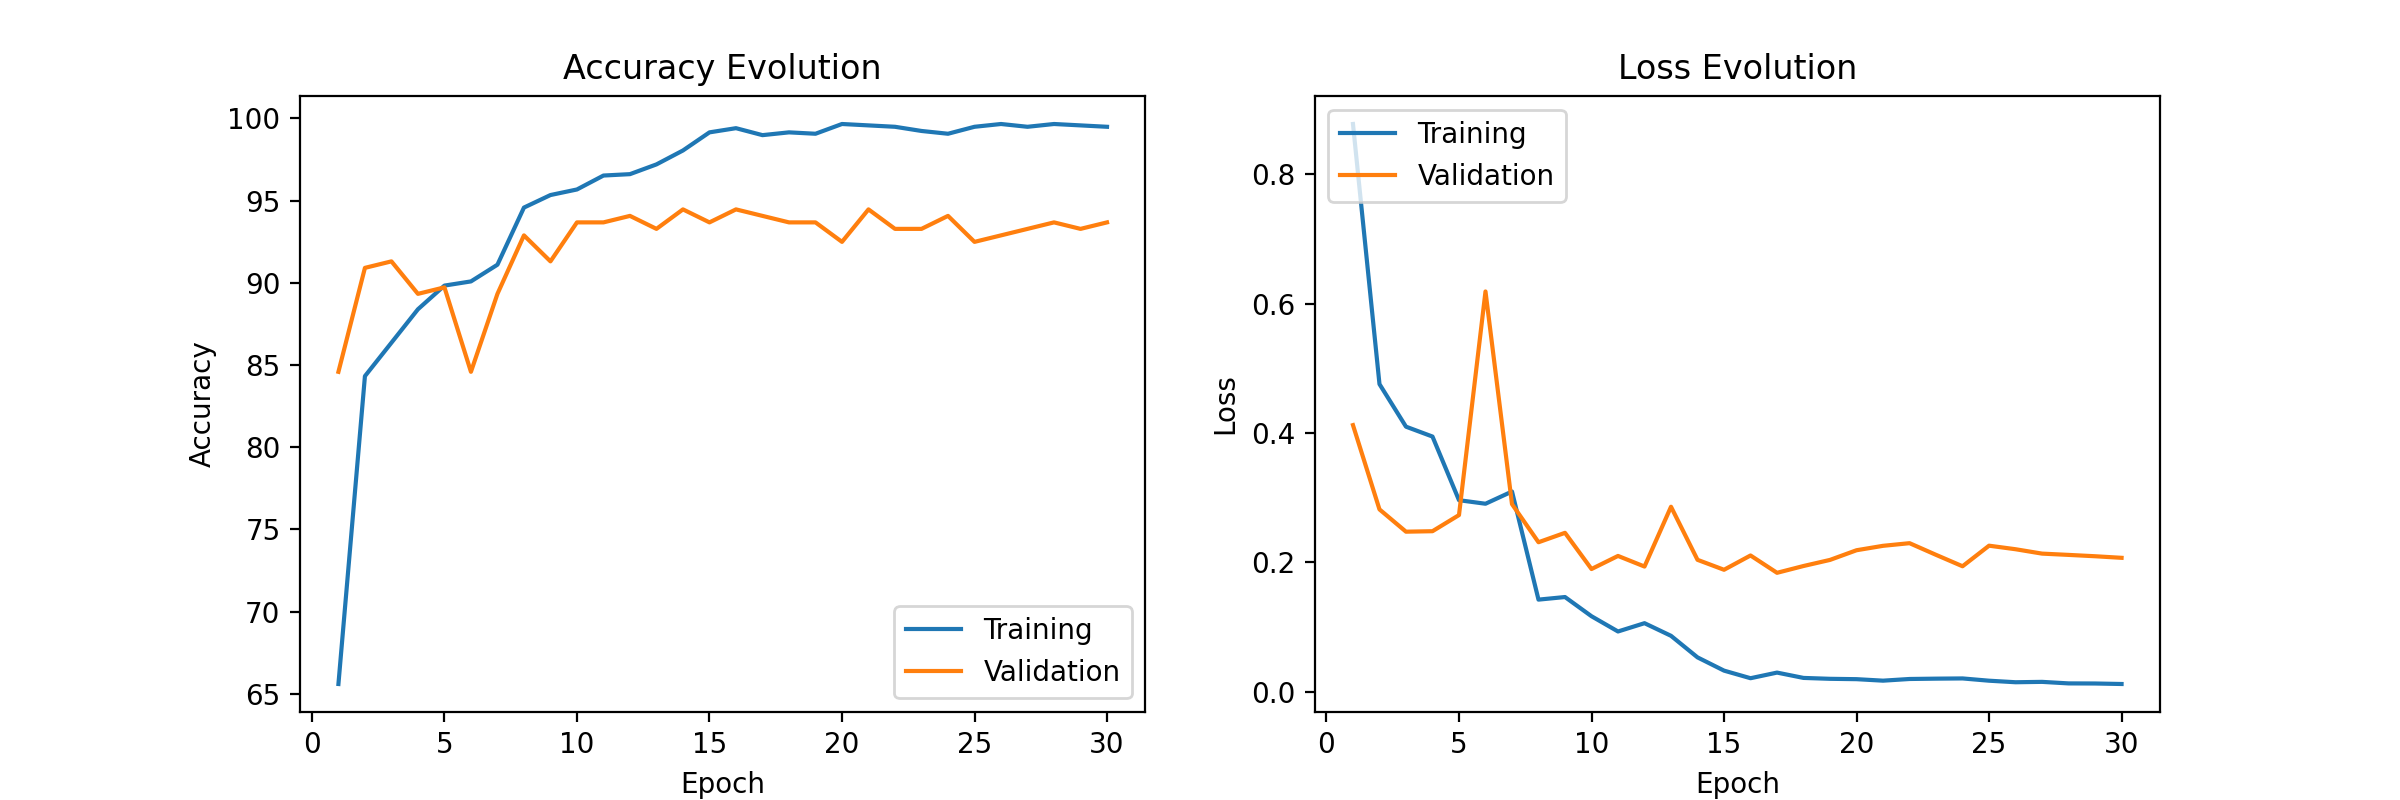 Accuracy Evolution
100
95
90
85
80
75
70
65
Accuracy
Training
Validation
0 5 10 15 20 25 30
Epoch
Loss Evolution
Training
Validation
0.8
0.6
0.4
0.2
0.0
Loss
0 5 10 15 20 25 30
Epoch